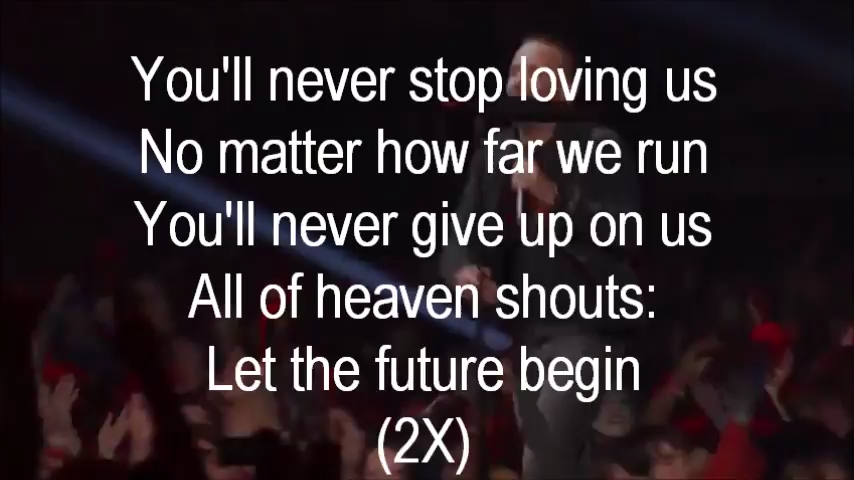 You'll never stop loving us
No matter how far we run
You'll never give up on us
All of heaven shouts:
Let the future begin
(2X)